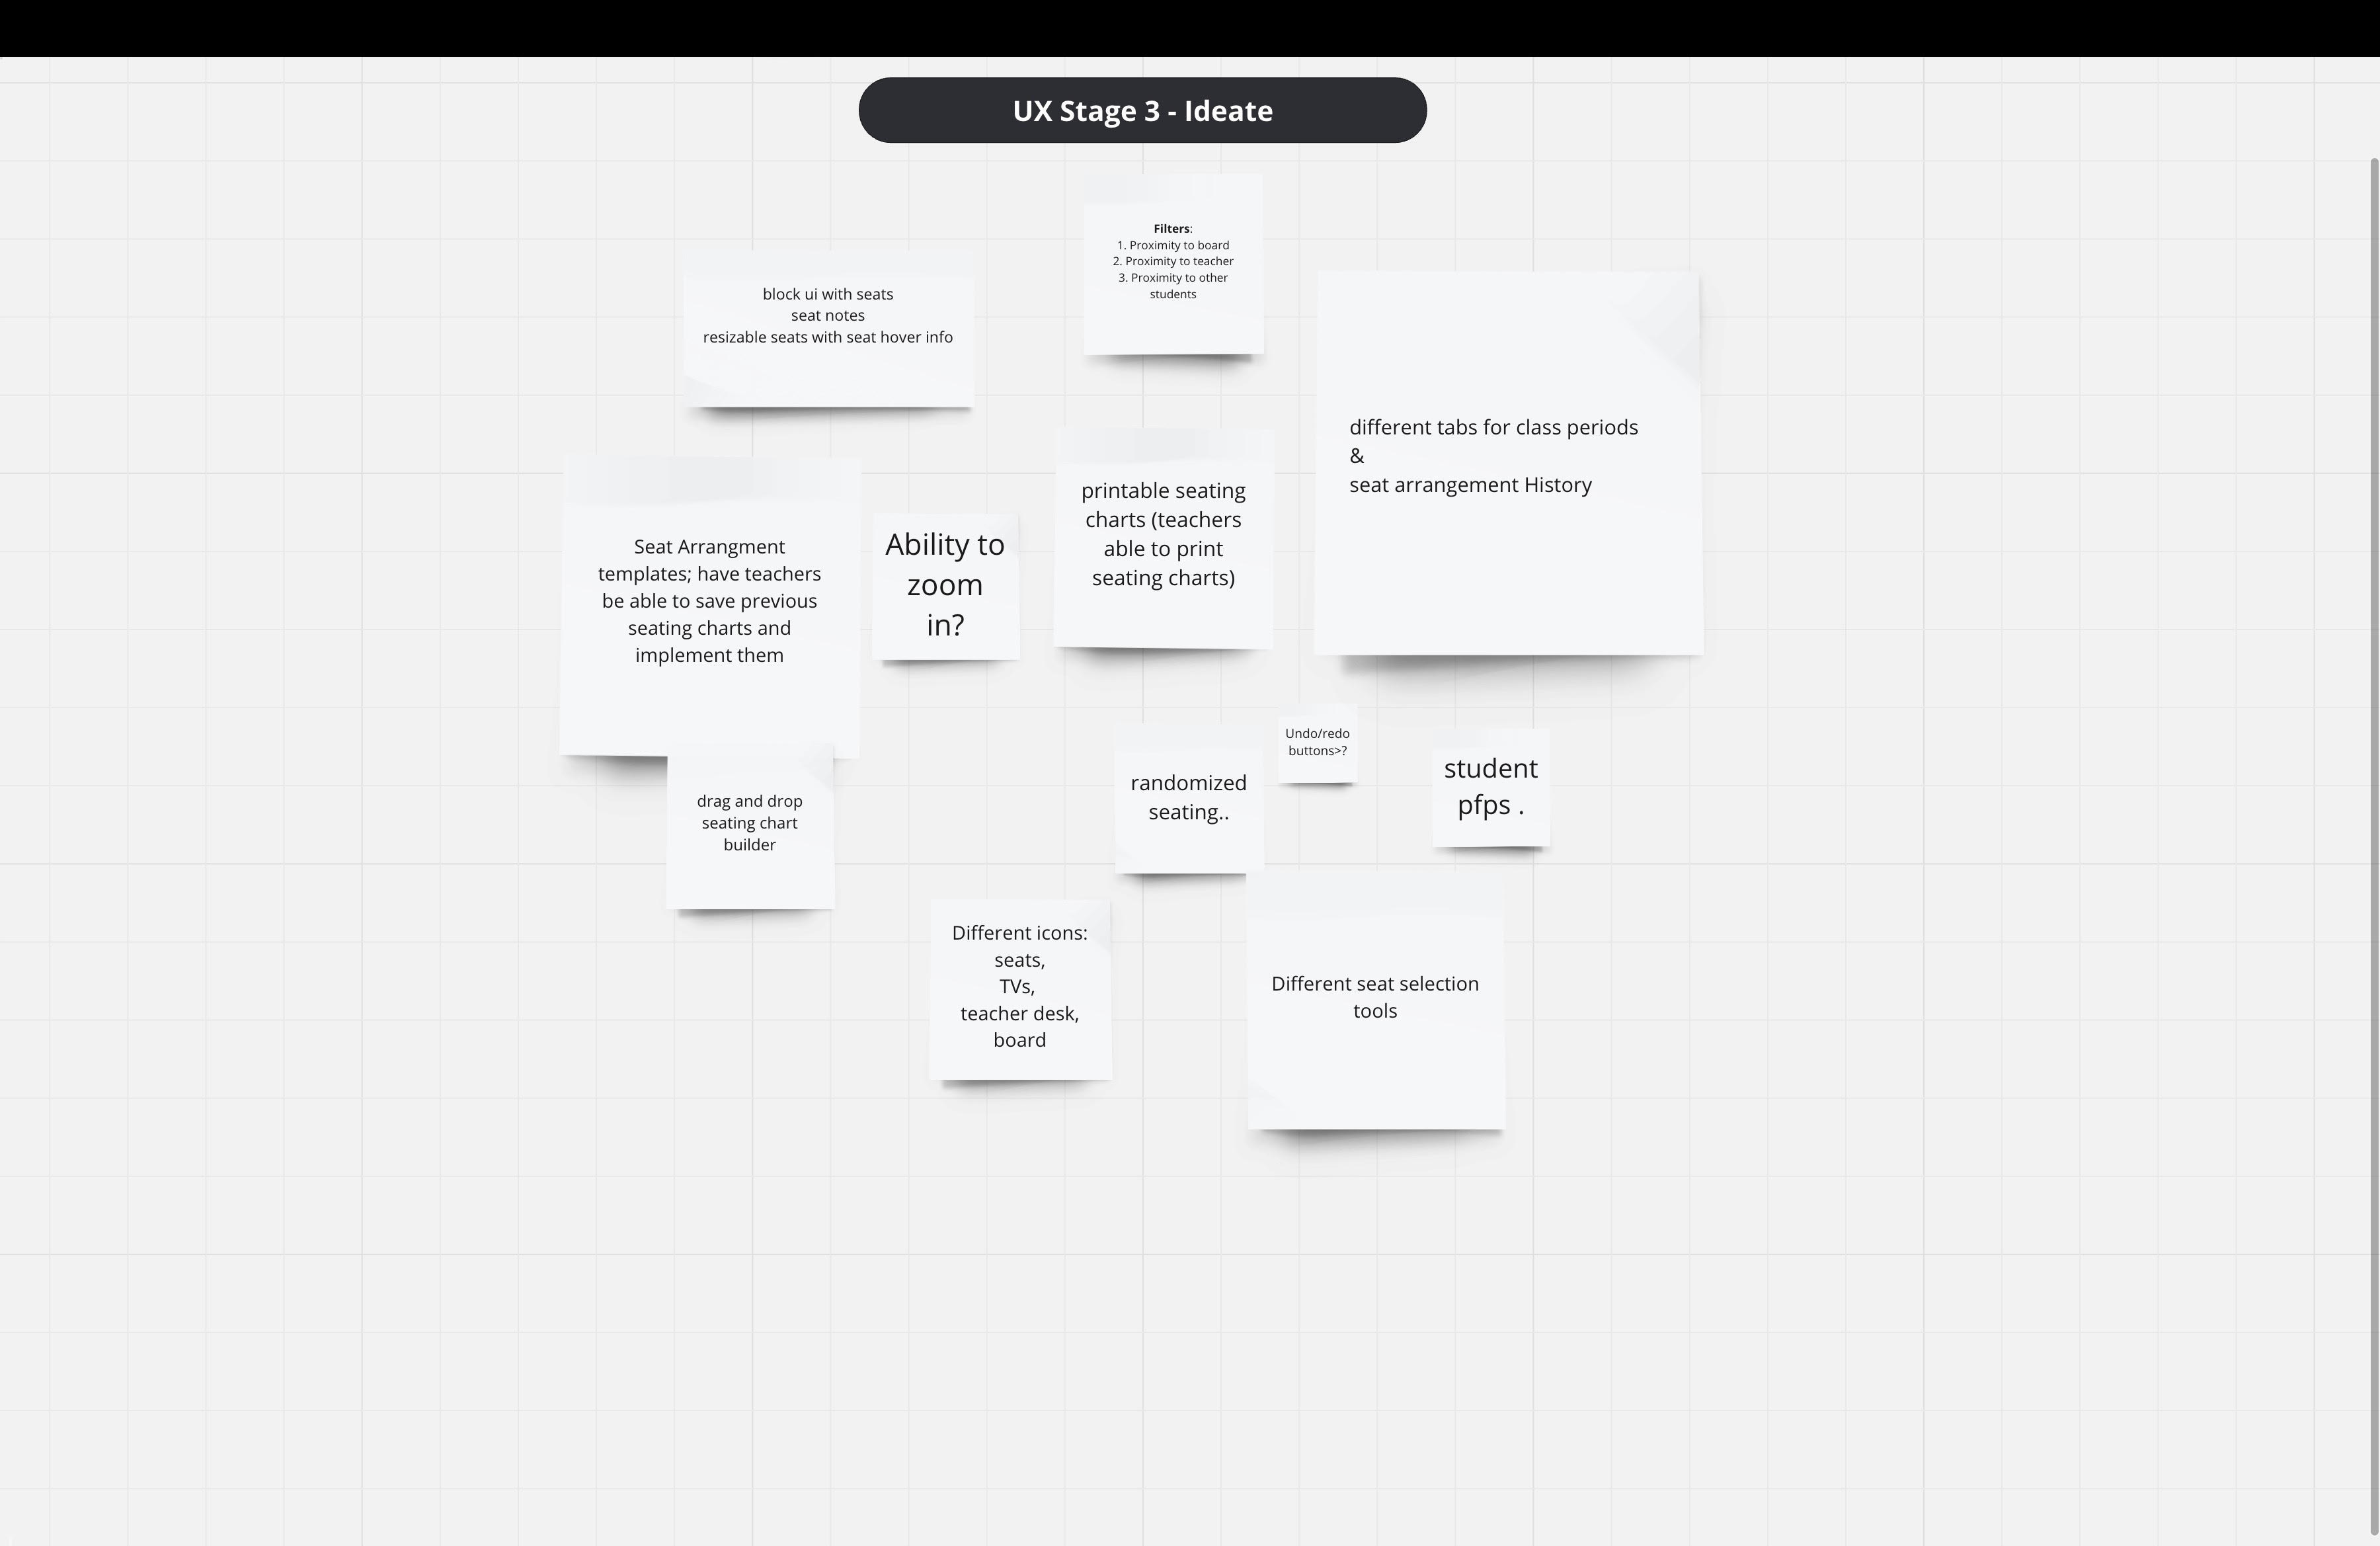 UX Stage 3 - Ideate
Filters:
1. Proximity to board
2. Proximity to teacher
3. Proximity to other
students
block ui with seats
seat notes
resizable seats with seat hover info
different tabs for class periods
&
seat arrangement History
Seat Arrangment
templates; have teachers
be able to save previous
seating charts and
implement them
Ability to
zoom
in?
printable seating
charts (teachers
able to print
seating charts)
drag and drop
seating chart
builder
randomized
seating..
Undo/redo
buttons>?
student
pfps .
Different icons:
seats,
TVs,
teacher desk,
board
Different seat selection
tools